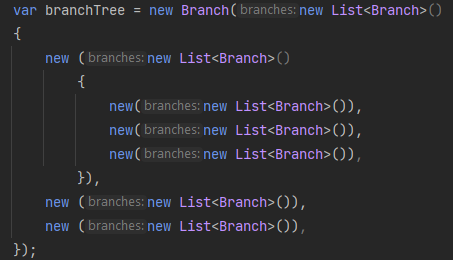 var branchTree = new Branch( branches: new List<Branch>()
{
    new ( branches: new List<Branch>()
        {
            new( branches: new List<Branch>()),
            new( branches: new List<Branch>()),
            new( branches: new List<Branch>()),
        }),
    new ( branches: new List<Branch>()),
    new ( branches: new List<Branch>()),
});